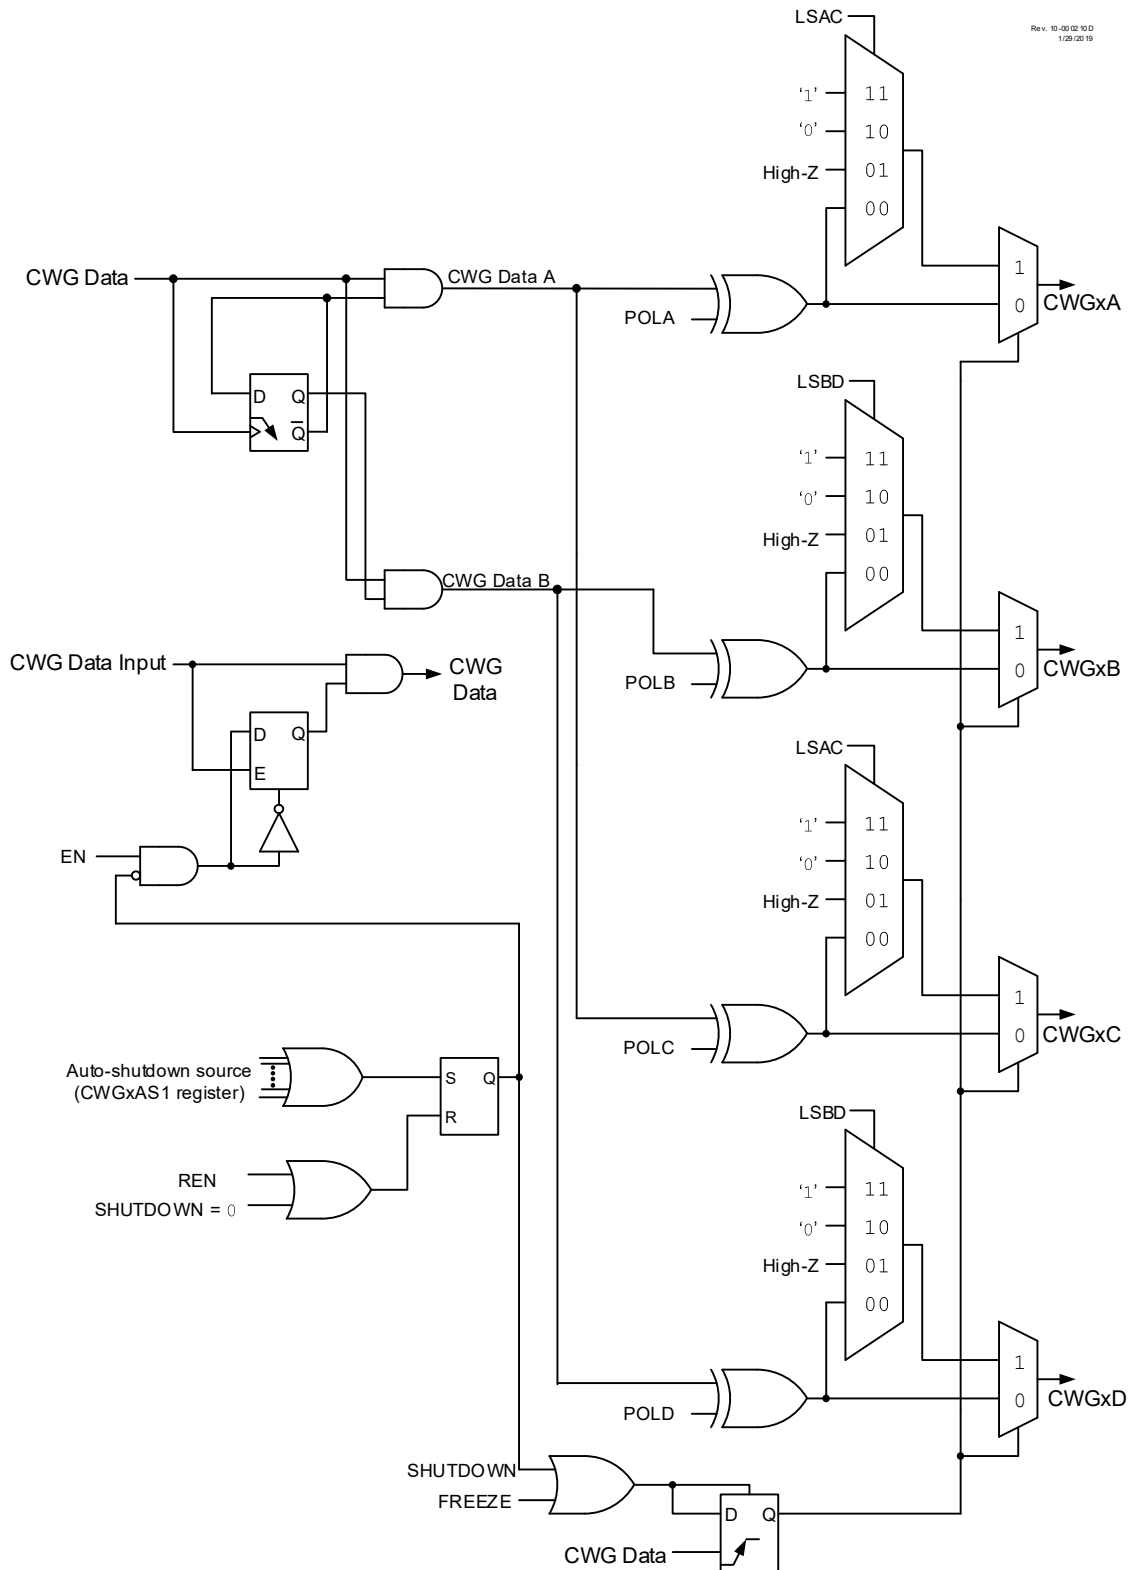 LSAC
Rev. 10-000210D
1/29/2019
‘1’ 11
‘0’ 10
High-Z 01
00
CWG Data
CWG Data A
POLA
1
0
CWGxA
D Q
Q
LSBD
‘1’ 11
‘0’ 10
High-Z 01
00
CWG Data B
POLB
1
0
CWGxB
CWG Data Input
CWG
Data
D Q
E
EN
LSAC
‘1’ 11
‘0’ 10
High-Z 01
00
POLC
1
0
CWGxC
Auto-shutdown source
(CWGxAS1 register)
S Q
R
REN
SHUTDOWN = 0
LSBD
‘1’ 11
‘0’ 10
High-Z 01
00
POLD
1
0
CWGxD
SHUTDOWN
FREEZE
D Q
CWG Data